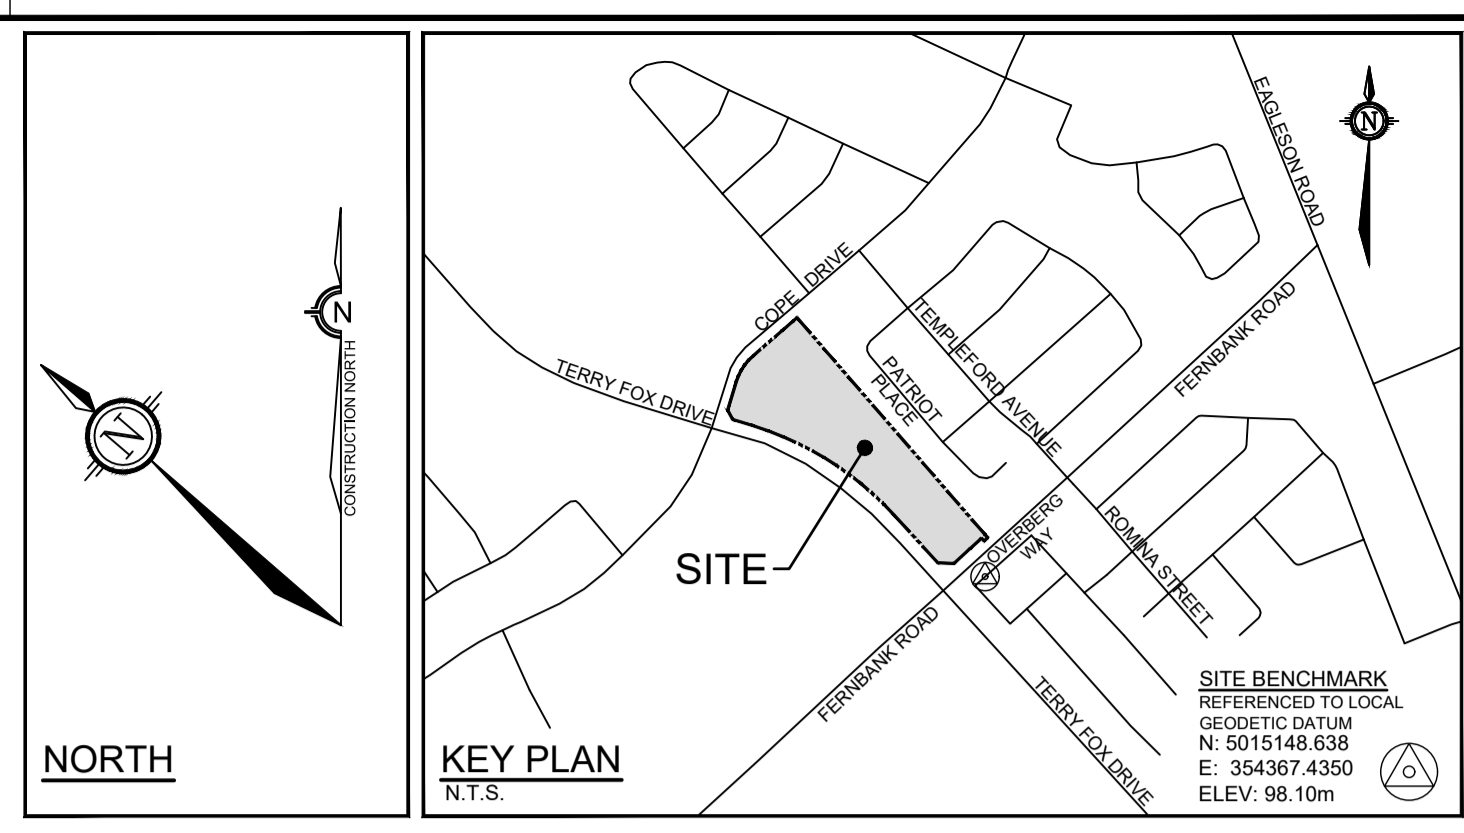 N
CONSTRUCTION NORTH
N
NORTH
EAGLESON ROAD
N
COPE DRIVE
TEMPLEFORD AVENUE
FERNBANK ROAD
TERRY FOX DRIVE
PATRIOT
PLACE
SITE
OVERBERG
WAY
ROMINA STREET
FERNBANK ROAD
TERRY FOX DRIVE
KEY PLAN
N.T.S.
SITE BENCHMARK
REFERENCED TO LOCAL
GEODETIC DATUM
N: 5015148.638
E: 354367.4350
ELEV: 98.10m